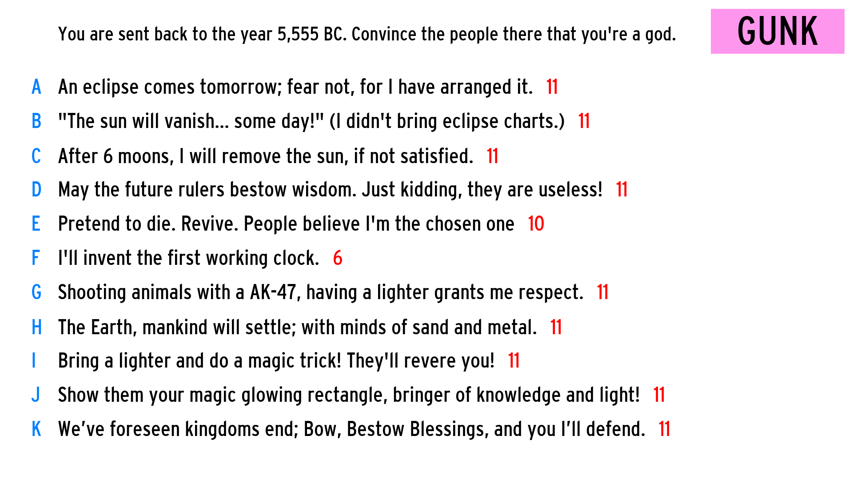 You are sent back to the year 5,555 BC. Convince the people there that you're a god.
GUNK
A An eclipse comes tomorrow; fear not, for I have arranged it. 11
B "The sun will vanish... some day!" (I didn't bring eclipse charts.) 11
C After 6 moons, I will remove the sun, if not satisfied. 11
D May the future rulers bestow wisdom. Just kidding, they are useless! 11
E Pretend to die. Revive. People believe I'm the chosen one 10
F I'll invent the first working clock. 6
G Shooting animals with a AK-47, having a lighter grants me respect. 11
H The Earth, mankind will settle; with minds of sand and metal. 11
I Bring a lighter and do a magic trick! They'll revere you! 11
J Show them your magic glowing rectangle, bringer of knowledge and light! 11
K We’ve foreseen kingdoms end; Bow, Bestow Blessings, and you I’ll defend. 11